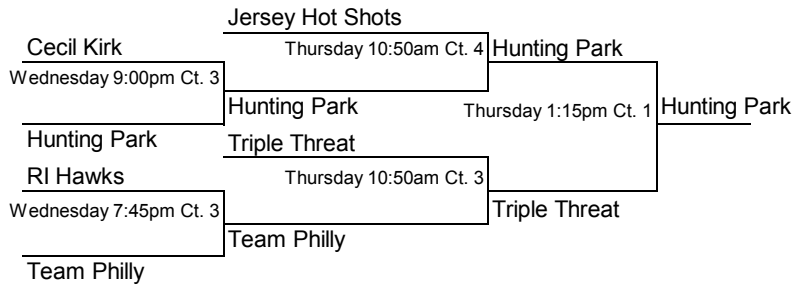 Jersey Hot Shots
Cecil Kirk
Thursday 10:50am Ct. 4
Hunting Park
Wednesday 9:00pm Ct. 3
Hunting Park
Thursday 1:15pm Ct. 1
Hunting Park
Hunting Park
Triple Threat
RI Hawks
Thursday 10:50am Ct. 3
Wednesday 7:45pm Ct. 3
Triple Threat
Team Philly
Team Philly